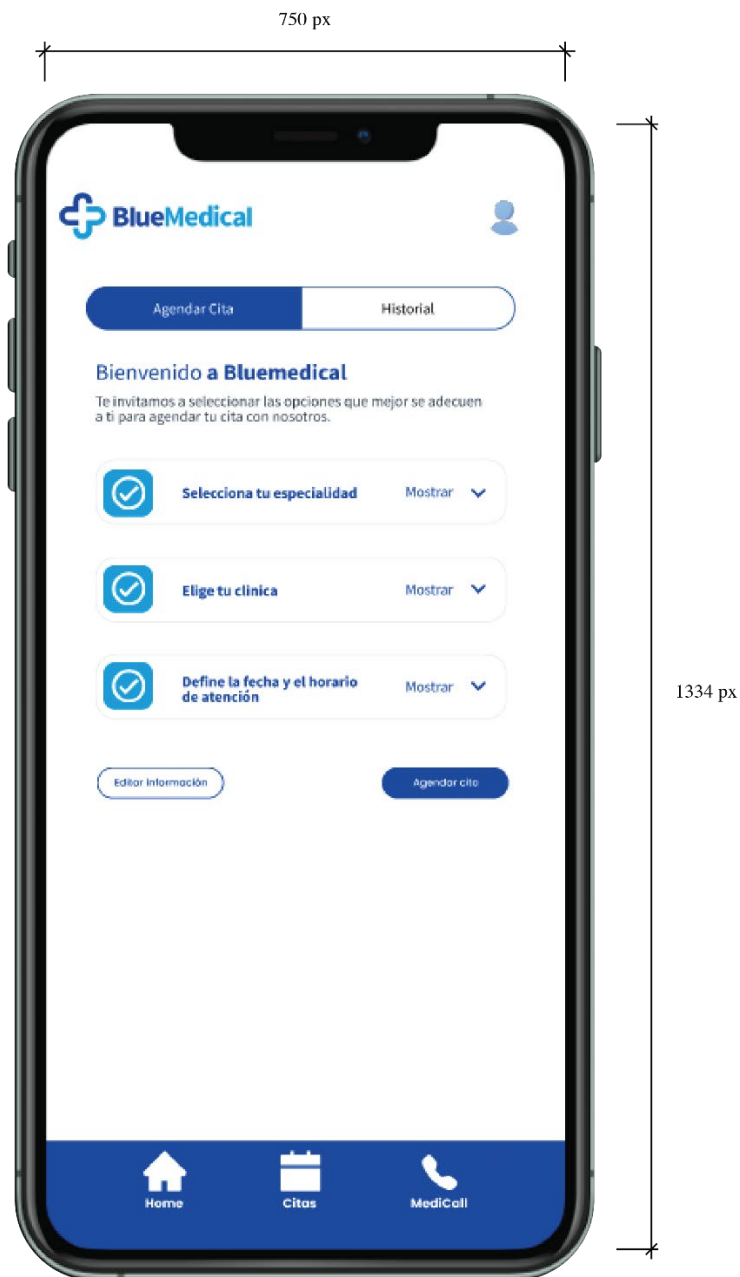 750 px
BlueMedical
Agendar Cita
Historial
Bienvenido a Bluemedical
Te invitamos a seleccionar las opciones que mejor se adecuen
a ti para agendar tu cita con nosotros.
Selecciona tu especialidad
Mostrar
Elige tu clinica
Mostrar
Define la fecha y el horario
de atención
Mostrar
1334 px
Editar Información
Agendar cita
Home
Citas
MediCall